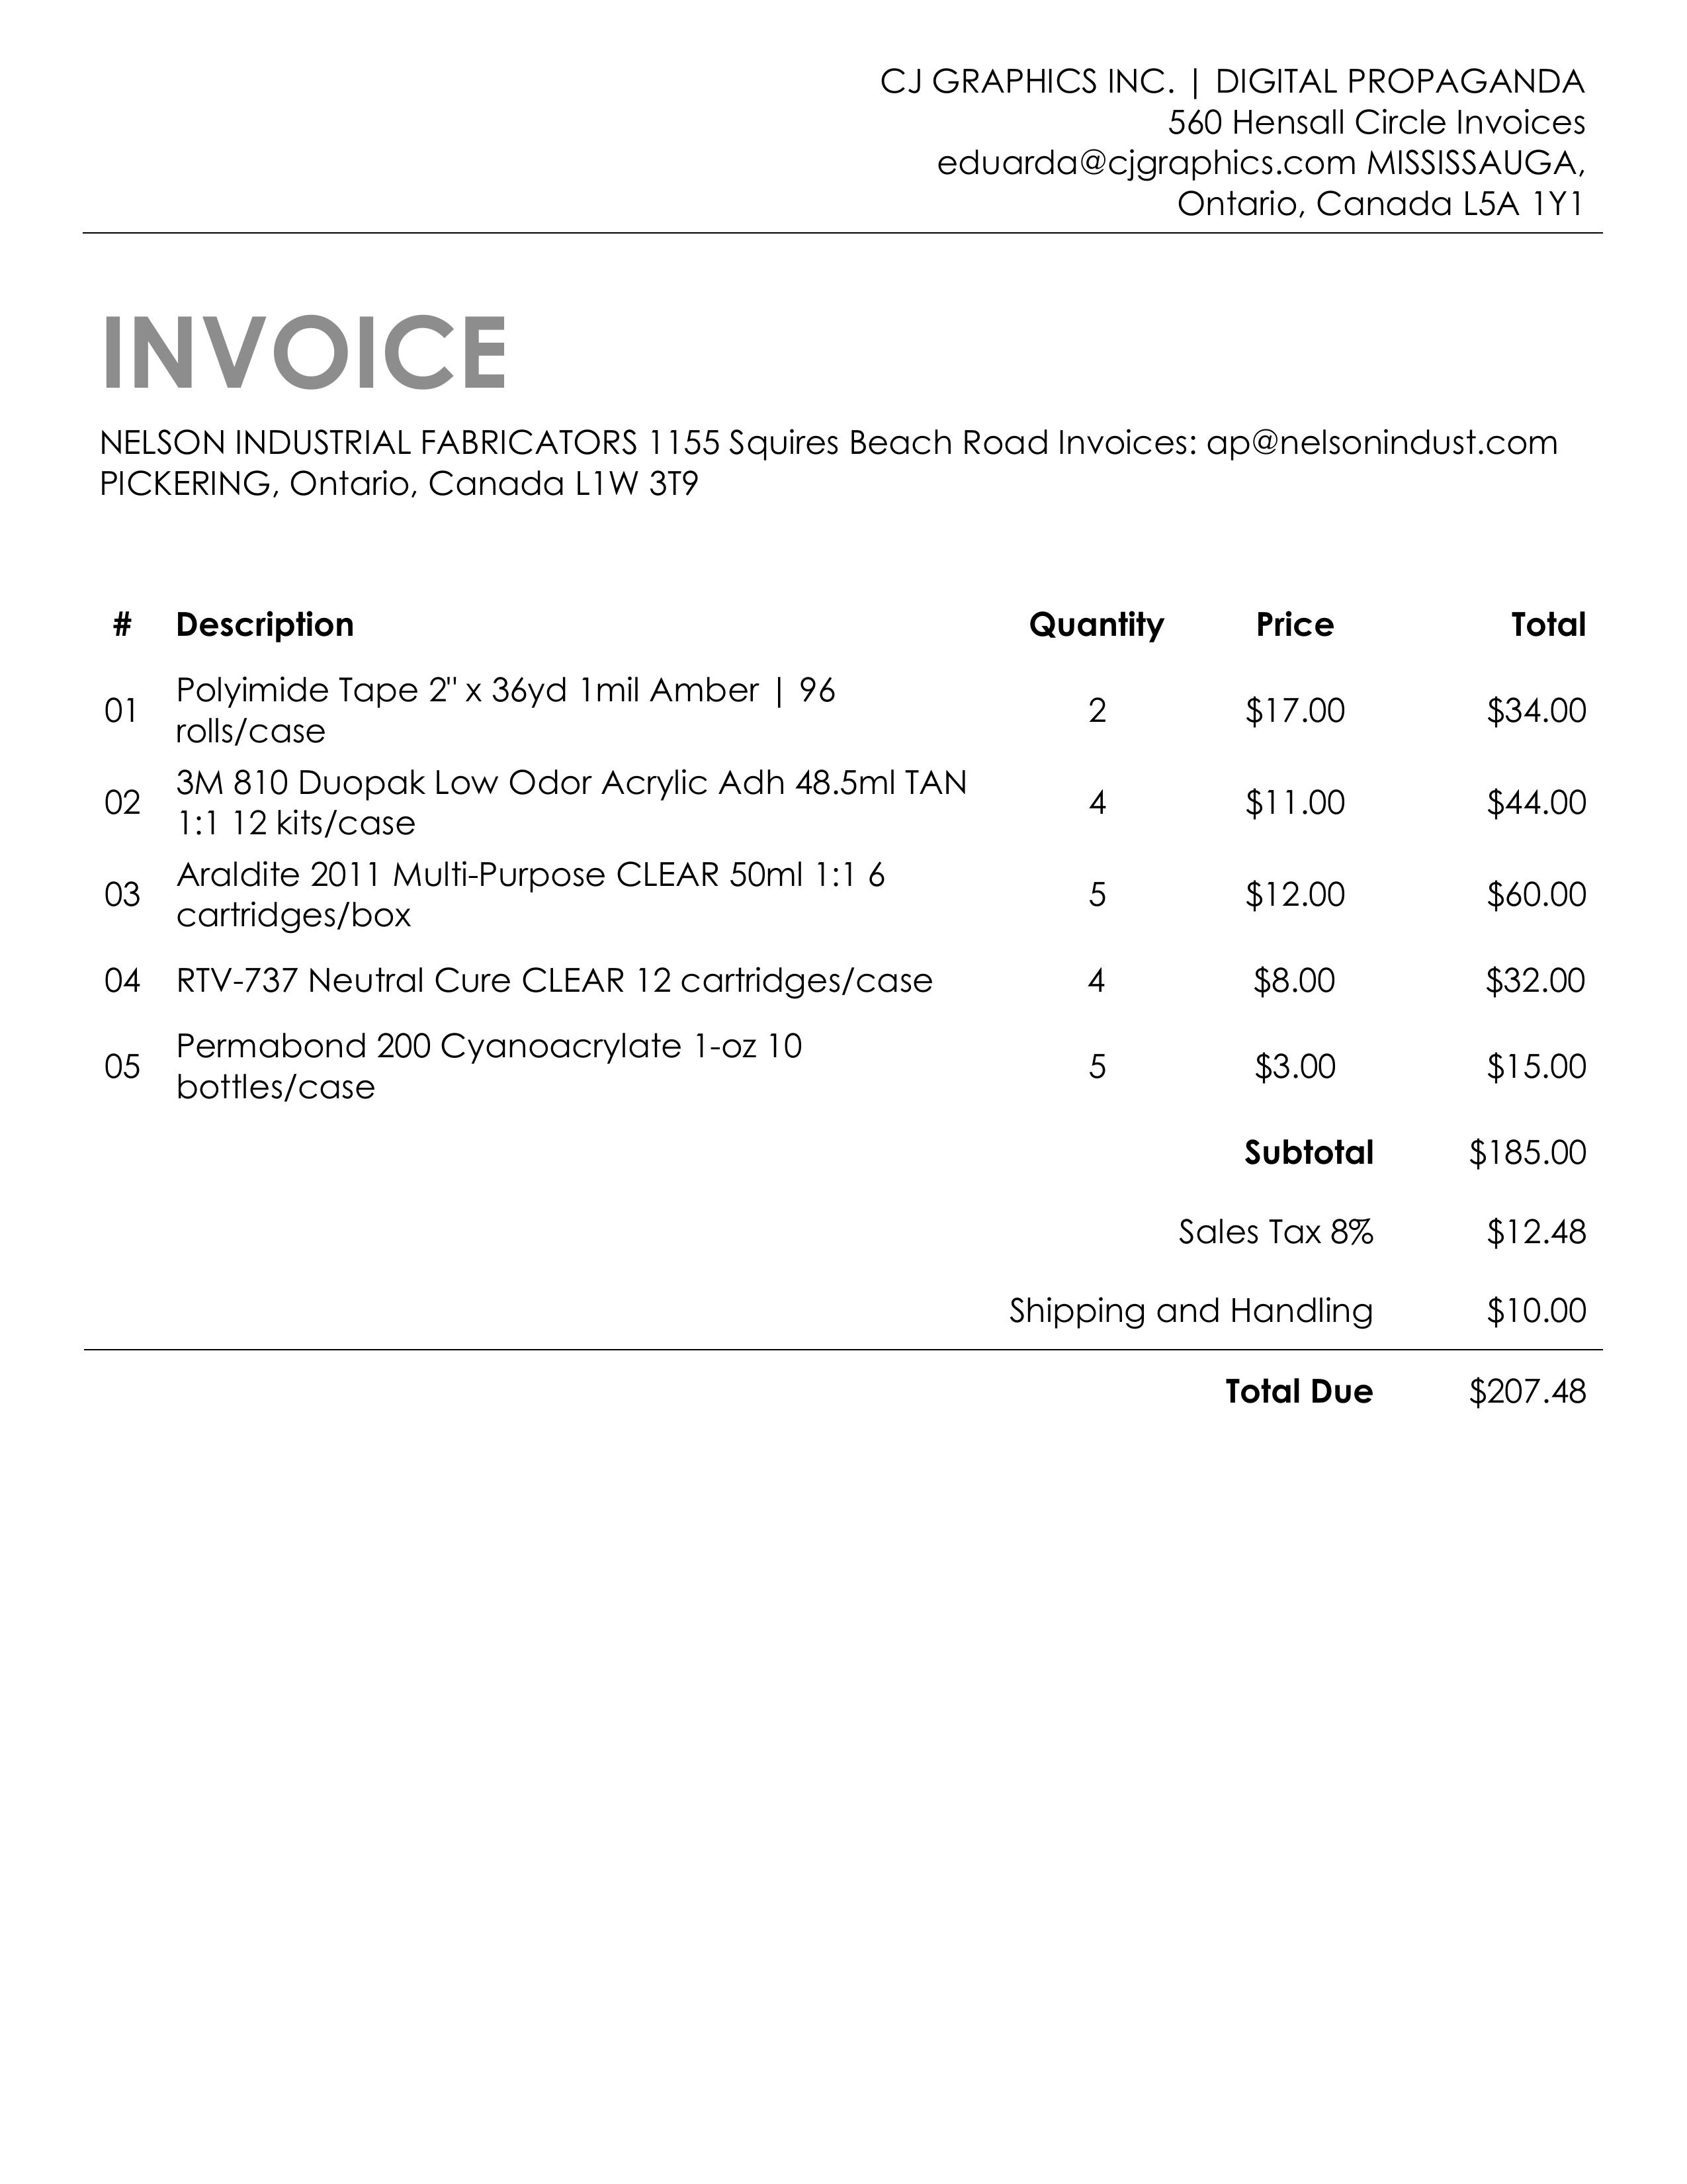 CJ GRAPHICS INC. | DIGITAL PROPAGANDA
560 Hensall Circle Invoices
eduarda@cjgraphics.com MISSISSAUGA,
Ontario, Canada L5A 1Y1
INVOICE
NELSON INDUSTRIAL FABRICATORS 1155 Squires Beach Road Invoices: ap@nelsonindust.com
PICKERING, Ontario, Canada L1W 3T9
# Description Quantity Price Total
01 Polyimide Tape 2" x 36yd 1mil Amber | 96
rolls/case 2 $17.00 $34.00
02 3M 810 Duopak Low Odor Acrylic Adh 48.5ml TAN
1:1 12 kits/case 4 $11.00 $44.00
03 Araldite 2011 Multi-Purpose CLEAR 50ml 1:1 6
cartridges/box 5 $12.00 $60.00
04 RTV-737 Neutral Cure CLEAR 12 cartridges/case 4 $8.00 $32.00
05 Permabond 200 Cyanoacrylate 1-oz 10
bottles/case 5 $3.00 $15.00
Subtotal $185.00
Sales Tax 8% $12.48
Shipping and Handling $10.00
Total Due $207.48